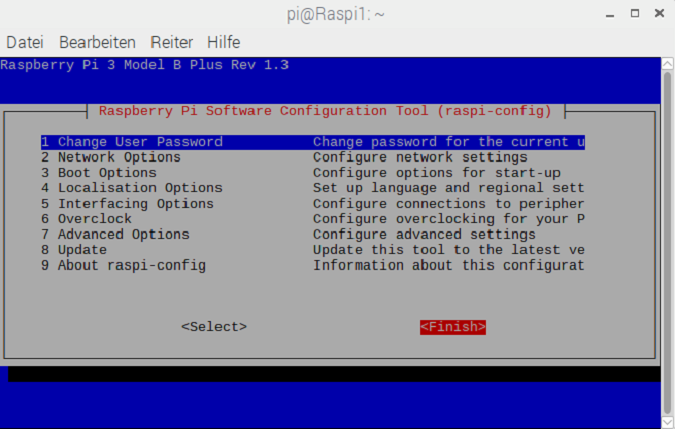 pi@Raspi1: ~
Datei Bearbeiten Reiter Hilfe
Raspberry Pi 3 Model B Plus Rev 1.3
Raspberry Pi Software Configuration Tool (raspi-config)
1 Change User Password Change password for the current u
2 Network Options Configure network settings
3 Boot Options Configure options for start-up
4 Localisation Options Set up language and regional sett
5 Interfacing Options Configure connections to peripher
6 Overclock Configure overclocking for your P
7 Advanced Options Configure advanced settings
8 Update Update this tool to the latest ve
9 About raspi-config Information about this configurat
<Select> <Finish>